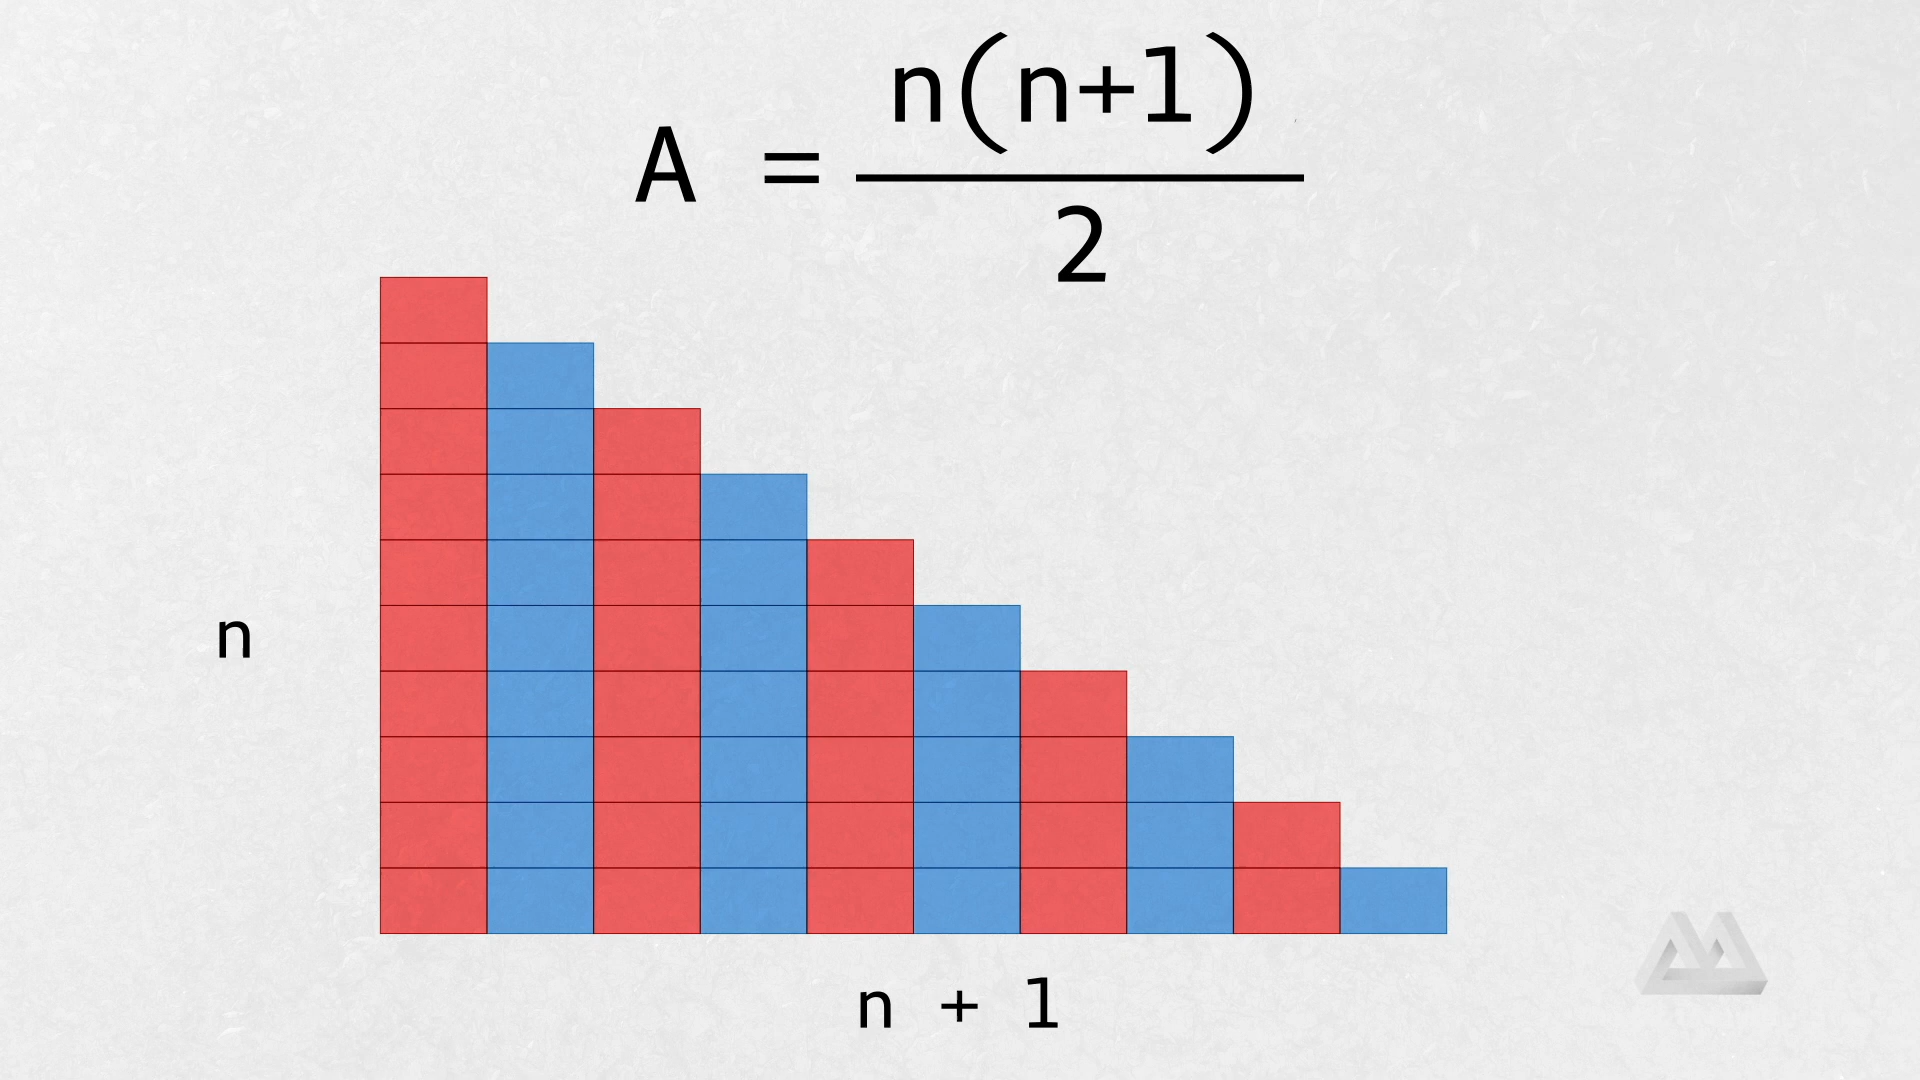 A = n(n+1)
2
n
n + 1